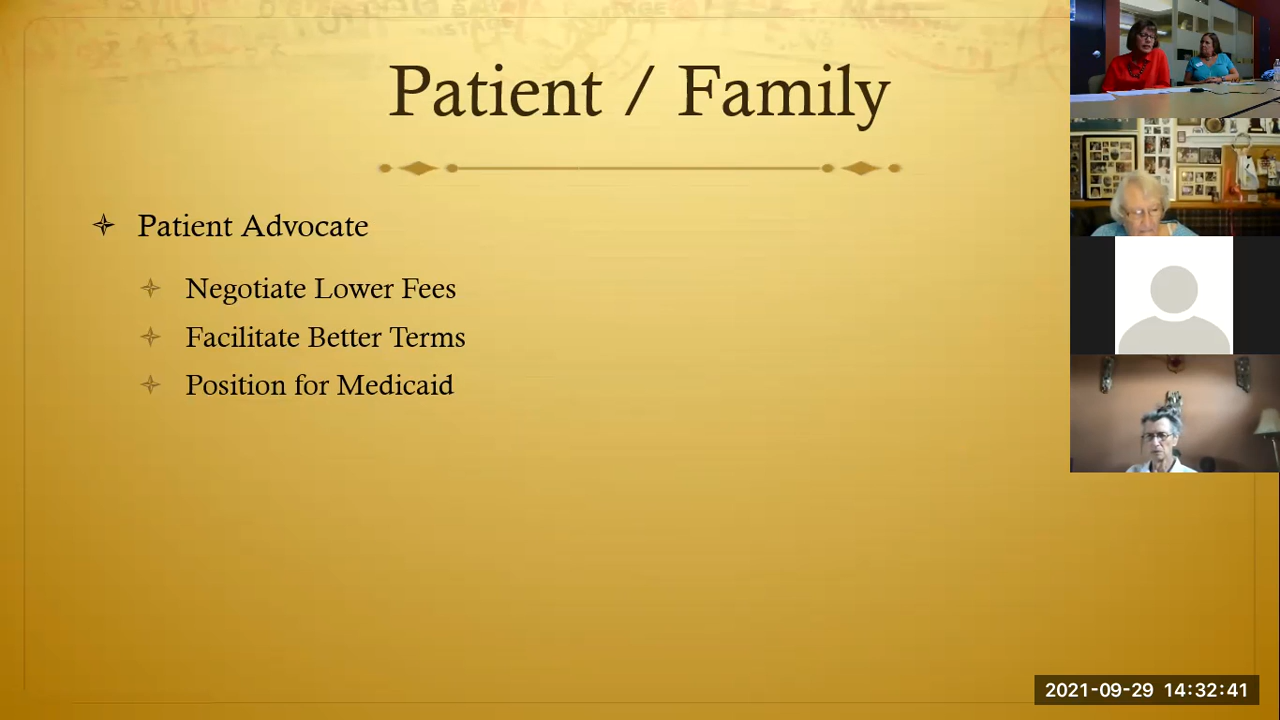 Patient / Family
Patient Advocate
Negotiate Lower Fees
Facilitate Better Terms
Position for Medicaid
2021-09-29 14:32:41